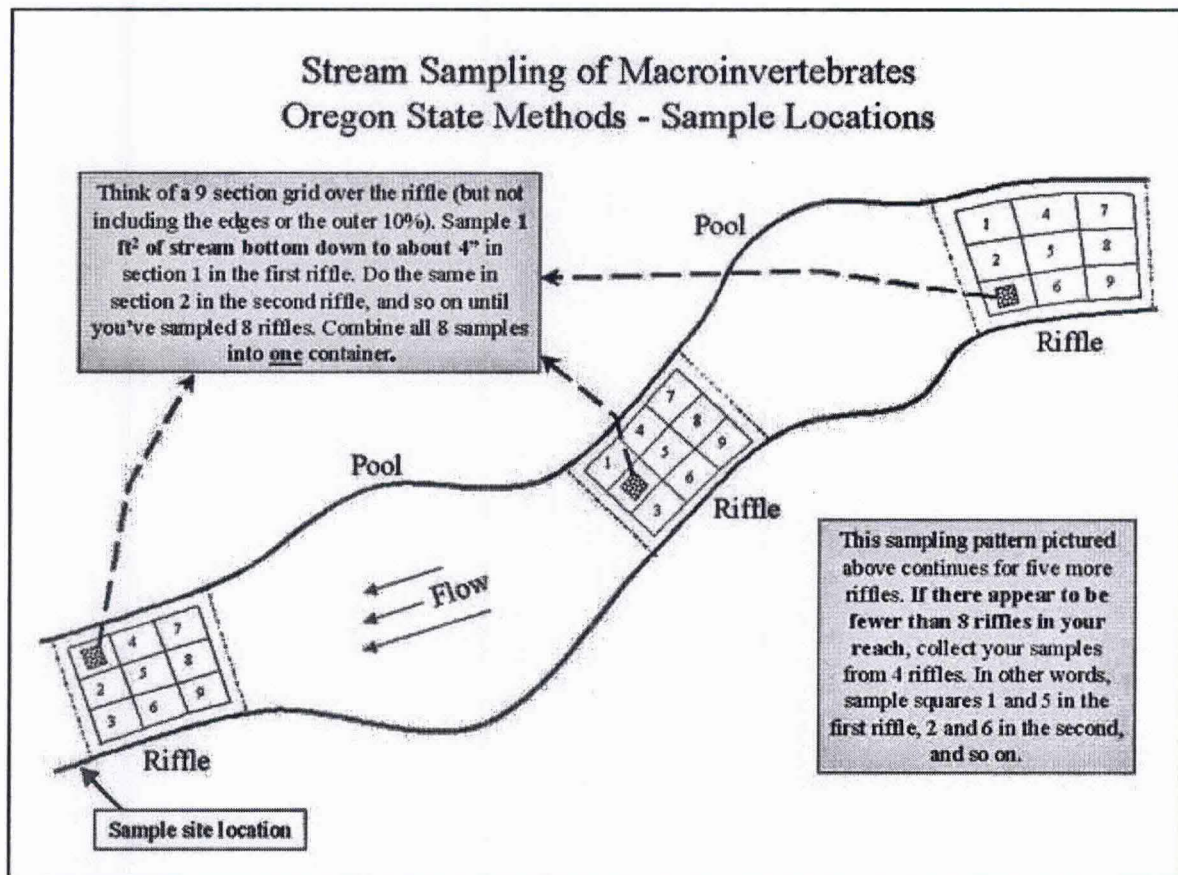 Stream Sampling of Macroinvertebrates
Oregon State Methods - Sample Locations
Think of a 9 section grid over the riffle (but not
including the edges or the outer 10%). Sample 1
ft² of stream bottom down to about 4" in
section 1 in the first riffle. Do the same in
section 2 in the second riffle, and so on until
you've sampled 8 riffles. Combine all 8 samples
into one container.
Pool
1 4 7
2 5 8
6 9
Riffle
7
4 8
1 5 9
6
3
Riffle
Pool
Flow
4 7
2 5 8
3 6 9
Riffle
Sample site location
This sampling pattern pictured
above continues for five more
riffles. If there appear to be
fewer than 8 riffles in your
reach, collect your samples
from 4 riffles. In other words,
sample squares 1 and 5 in the
first riffle, 2 and 6 in the second,
and so on.